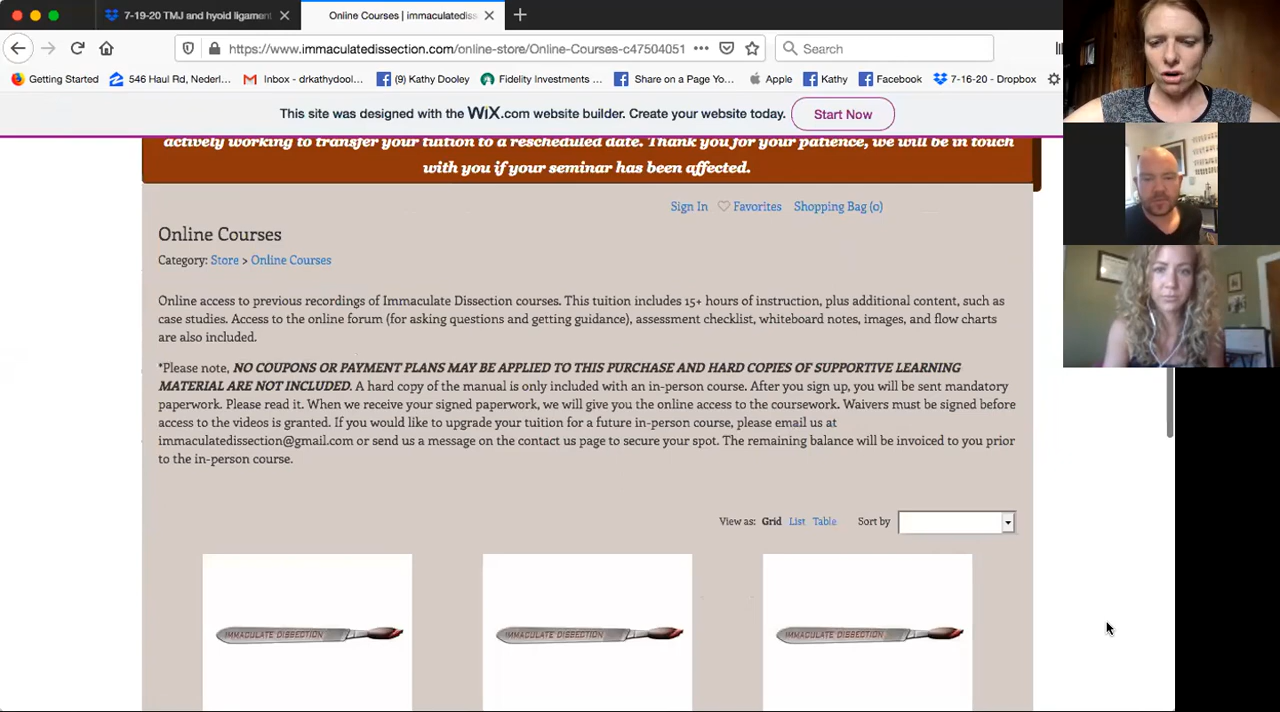 7-19-20 TMJ and hyoid ligament
Online Courses | immaculatediss
https://www.immaculatedissection.com/online-store/Online-Courses-c47504051
Search
Getting Started
546 Haul Rd, Nederl...
Inbox - drkathydool...
(9) Kathy Dooley
Fidelity Investments ...
Share on a Page Yo...
Apple
Kathy
Facebook
7-16-20 - Dropbox
This site was designed with the WiX.com website builder. Create your website today.
Start Now
actively working to transfer your tuition to a rescheduled date. Thank you for your patience, we will be in touch
with you if your seminar has been affected.
Sign In
Favorites
Shopping Bag (0)
Online Courses
Category: Store > Online Courses
Online access to previous recordings of Immaculate Dissection courses. This tuition includes 15+ hours of instruction, plus additional content, such as
case studies. Access to the online forum (for asking questions and getting guidance), assessment checklist, whiteboard notes, images, and flow charts
are also included.
*Please note, NO COUPONS OR PAYMENT PLANS MAY BE APPLIED TO THIS PURCHASE AND HARD COPIES OF SUPPORTIVE LEARNING
MATERIAL ARE NOT INCLUDED. A hard copy of the manual is only included with an in-person course. After you sign up, you will be sent mandatory
paperwork. Please read it. When we receive your signed paperwork, we will give you the online access to the coursework. Waivers must be signed before
access to the videos is granted. If you would like to upgrade your tuition for a future in-person course, please email us at
immaculatedissection@gmail.com or send us a message on the contact us page to secure your spot. The remaining balance will be invoiced to you prior
to the in-person course.
View as: Grid List Table
Sort by
IMMACULATE DISSECTION
IMMACULATE DISSECTION
IMMACULATE DISSECTION